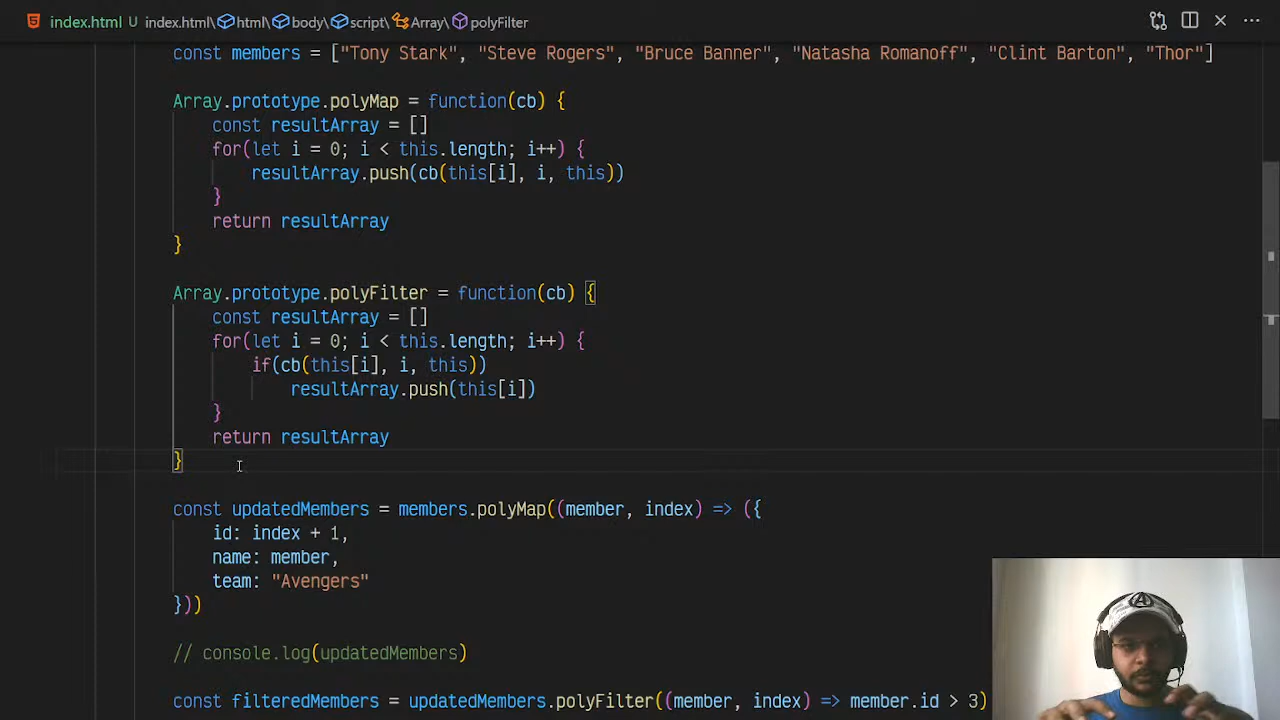 index.html U index.html\html\body\script\Array\polyFilter
const members = ["Tony Stark", "Steve Rogers", "Bruce Banner", "Natasha Romanoff", "Clint Barton", "Thor"]
Array.prototype.polyMap = function(cb) {
const resultArray = []
for(let i = 0; i < this.length; i++) {
resultArray.push(cb(this[i], i, this))
}
return resultArray
}
Array.prototype.polyFilter = function(cb) {
const resultArray = []
for(let i = 0; i < this.length; i++) {
if(cb(this[i], i, this))
resultArray.push(this[i])
}
return resultArray
}
const updatedMembers = members.polyMap((member, index) => ({
id: index + 1,
name: member,
team: "Avengers"
}))
// console.log(updatedMembers)
const filteredMembers = updatedMembers.polyFilter((member, index) => member.id > 3)